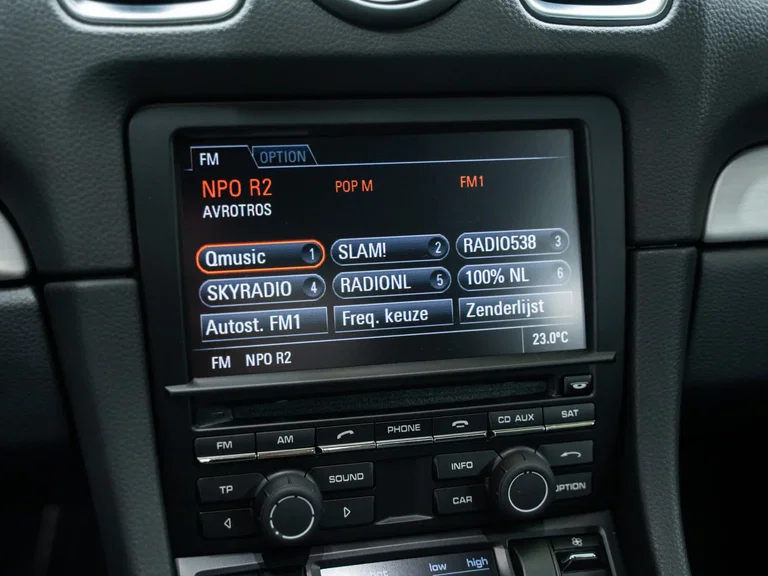 FM OPTION
NPO R2 POP M FM1
AVROTROS
Qmusic 1 SLAM! 2 RADIO538 3
SKYRADIO 4 RADIONL 5 100% NL 6
Autost. FM1 Freq. keuze Zenderlijst
FM NPO R2 23.0°C
FM AM PHONE CD AUX SAT
TP SOUND INFO
CAR OPTION
low high